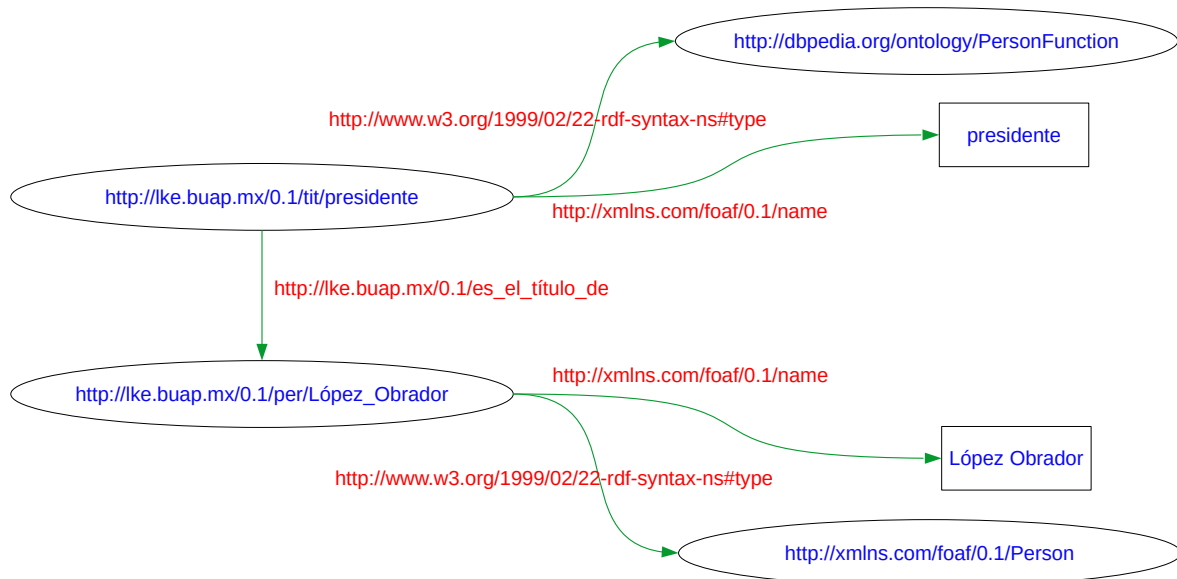 http://dbpedia.org/ontology/PersonFunction
http://www.w3.org/1999/02/22-rdf-syntax-ns#type
presidente
http://lke.buap.mx/0.1/tit/presidente
http://xmlns.com/foaf/0.1/name
http://lke.buap.mx/0.1/es_el_título_de
http://xmlns.com/foaf/0.1/name
http://lke.buap.mx/0.1/per/López_Obrador
López Obrador
http://www.w3.org/1999/02/22-rdf-syntax-ns#type
http://xmlns.com/foaf/0.1/Person